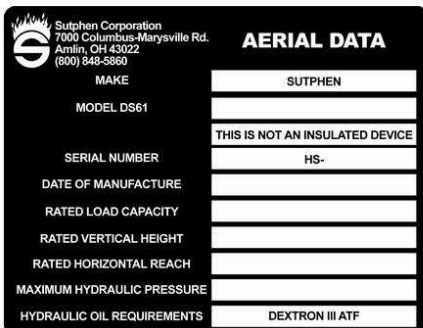 Sutphen Corporation
7000 Columbus-Marysville Rd.
Amlin, OH 43022
(800) 848-5860
AERIAL DATA
MAKE SUTPHEN
MODEL DS61
THIS IS NOT AN INSULATED DEVICE
SERIAL NUMBER HS-
DATE OF MANUFACTURE
RATED LOAD CAPACITY
RATED VERTICAL HEIGHT
RATED HORIZONTAL REACH
MAXIMUM HYDRAULIC PRESSURE
HYDRAULIC OIL REQUIREMENTS DEXTRON III ATF